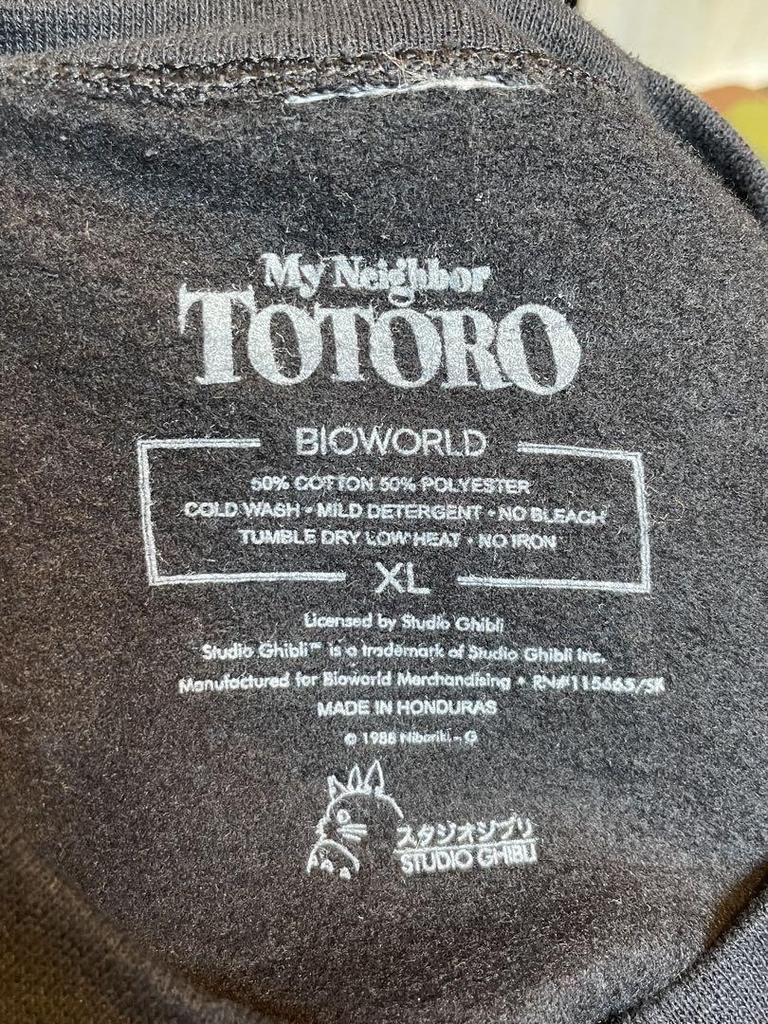 My Neighbor
TOTORO
BIOWORLD
50% COTTON 50% POLYESTER
COLD WASH • MILD DETERGENT • NO BLEACH
TUMBLE DRY LOW HEAT • NO IRON
XL
Licensed by Studio Ghibli
Studio Ghibli™ is a trademark of Studio Ghibli Inc.
Manufactured for Bioworld Merchandising • RN#115465/SK
MADE IN HONDURAS
© 1988 Nibariki - G
スタジオジブリ
STUDIO GHIBLI